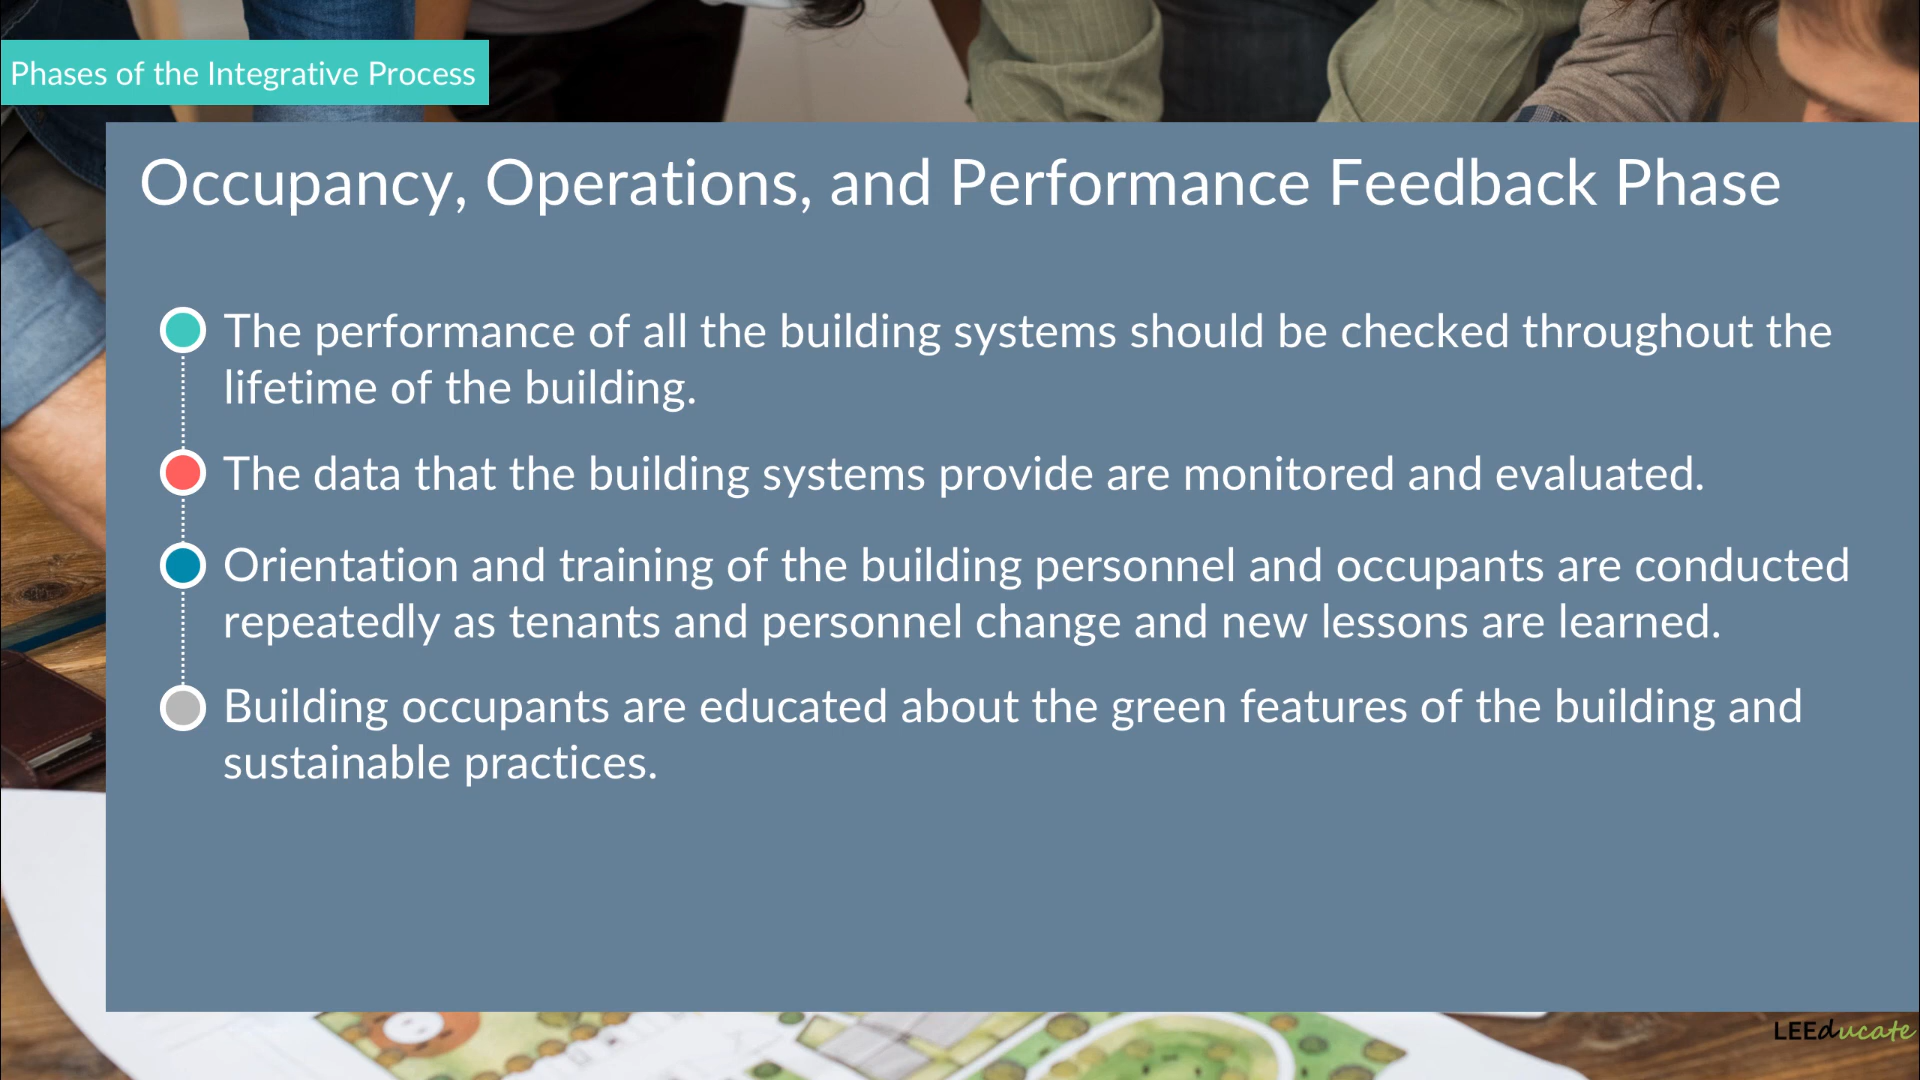 Phases of the Integrative Process
Occupancy, Operations, and Performance Feedback Phase
The performance of all the building systems should be checked throughout the
lifetime of the building.
The data that the building systems provide are monitored and evaluated.
Orientation and training of the building personnel and occupants are conducted
repeatedly as tenants and personnel change and new lessons are learned.
Building occupants are educated about the green features of the building and
sustainable practices.
LEEducate